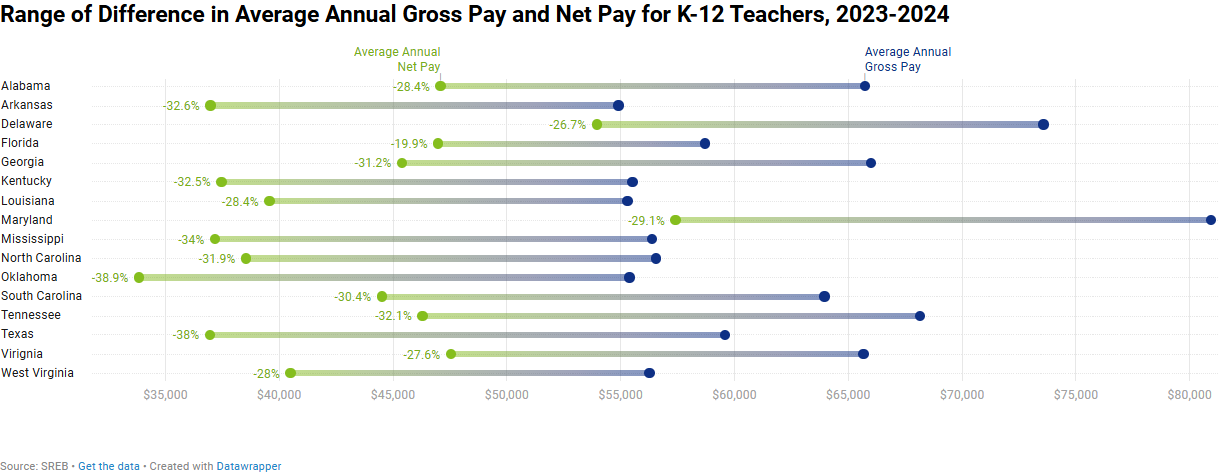 Range of Difference in Average Annual Gross Pay and Net Pay for K-12 Teachers, 2023-2024
Average Annual
Net Pay
Average Annual
Gross Pay
Alabama -28.4%
Arkansas -32.6%
Delaware -26.7%
Florida -19.9%
Georgia -31.2%
Kentucky -32.5%
Louisiana -28.4%
Maryland -29.1%
Mississippi -34%
North Carolina -31.9%
Oklahoma -38.9%
South Carolina -30.4%
Tennessee -32.1%
Texas -38%
Virignia -27.6%
West Virginia -28%
$35,000 $40,000 $45,000 $50,000 $55,000 $60,000 $65,000 $70,000 $75,000 $80,000
Source: SREB • Get the data • Created with Datawrapper